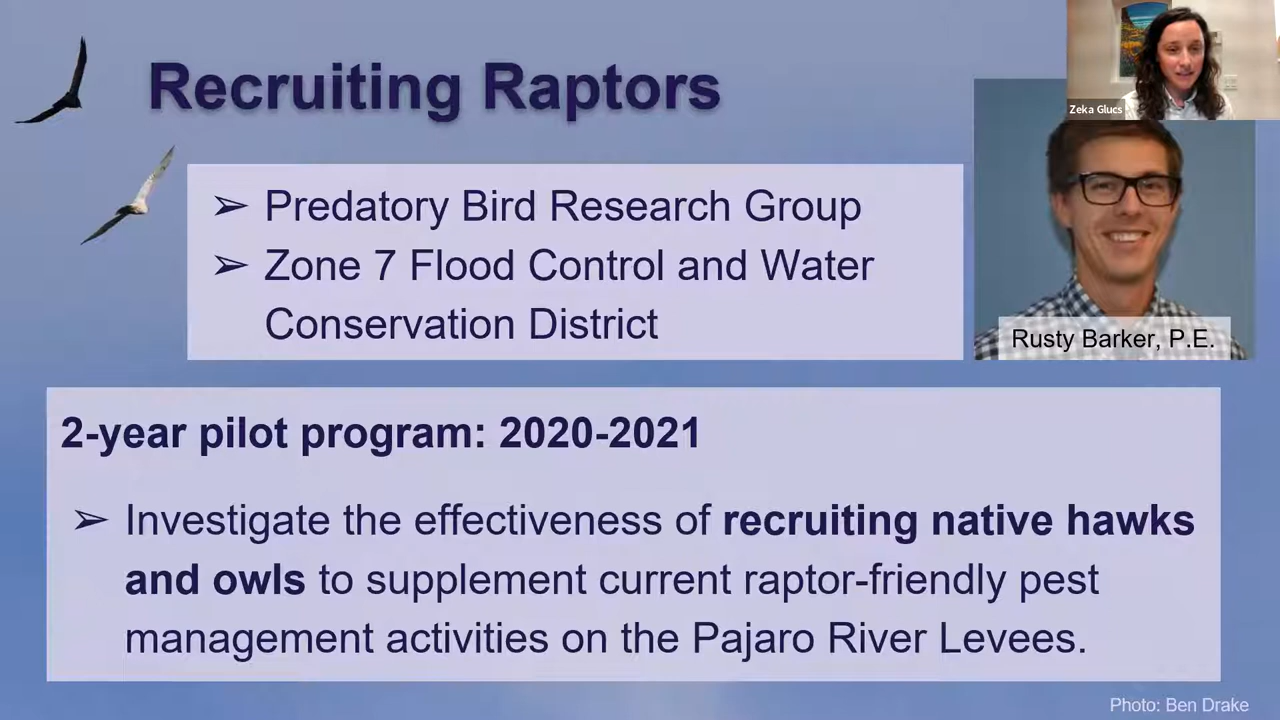 Recruiting Raptors
Zeka Glucs
➢ Predatory Bird Research Group
➢ Zone 7 Flood Control and Water
Conservation District
Rusty Barker, P.E.
2-year pilot program: 2020-2021
➢ Investigate the effectiveness of recruiting native hawks
and owls to supplement current raptor-friendly pest
management activities on the Pajaro River Levees.
Photo: Ben Drake